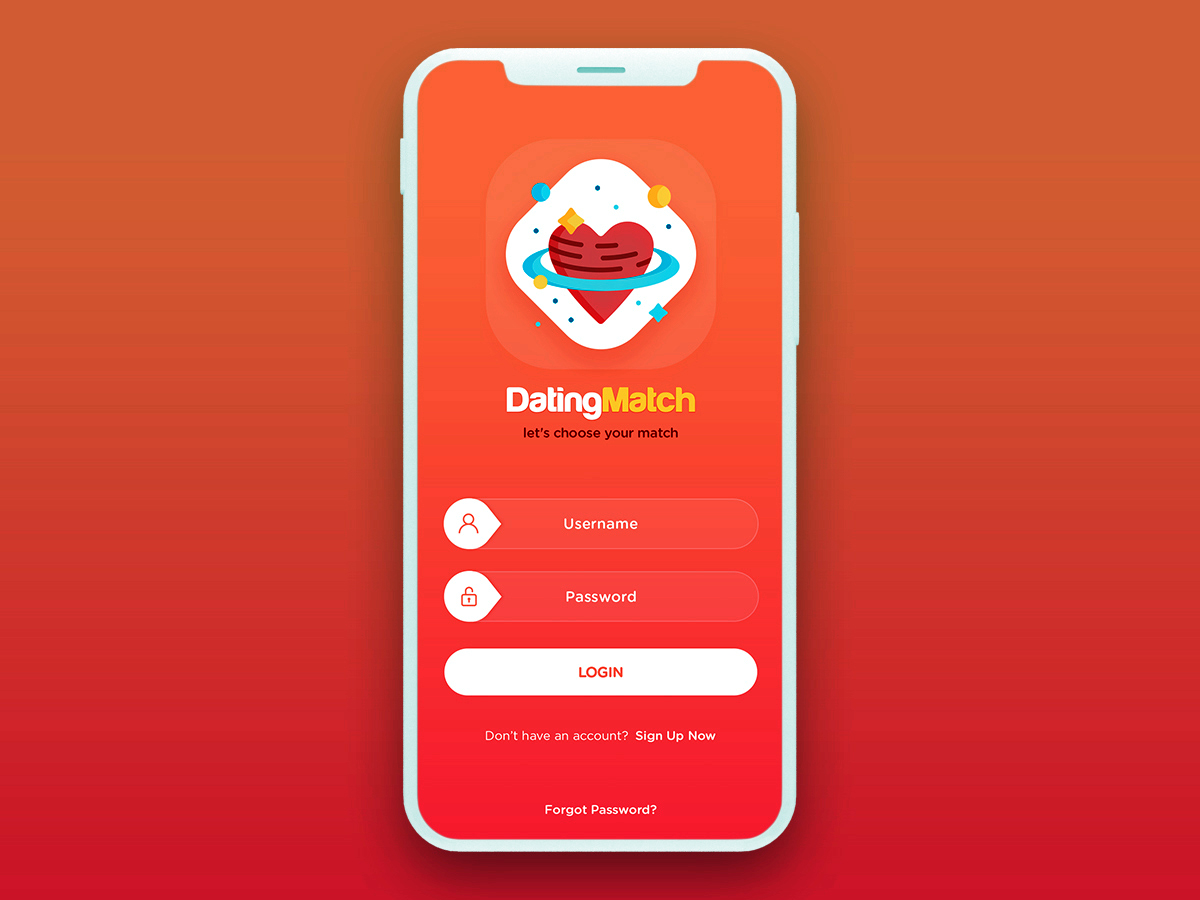 DatingMatch
let's choose your match
Username
Password
LOGIN
Don't have an account? Sign Up Now
Forgot Password?